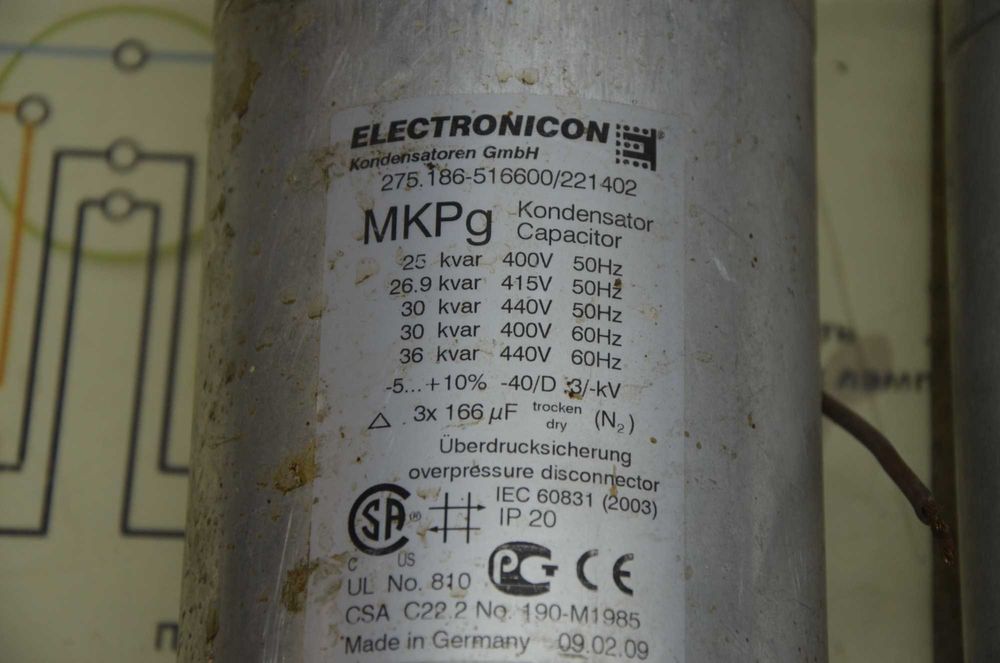 ELECTRONICON
Kondensatoren GmbH
275.186-516600/221402
MKPg Kondensator
Capacitor
25 kvar 400V 50Hz
26.9 kvar 415V 50Hz
30 kvar 440V 50Hz
30 kvar 400V 60Hz
36 kvar 440V 60Hz
-5...+10% -40/D 3/-kV
3x 166 µF trocken dry (N₂)
Überdrucksicherung
overpressure disconnector
IEC 60831 (2003)
IP 20
SA®
C US
PCT CE
UL No. 810
CSA C22.2 No. 190-M1985
Made in Germany 09.02.09